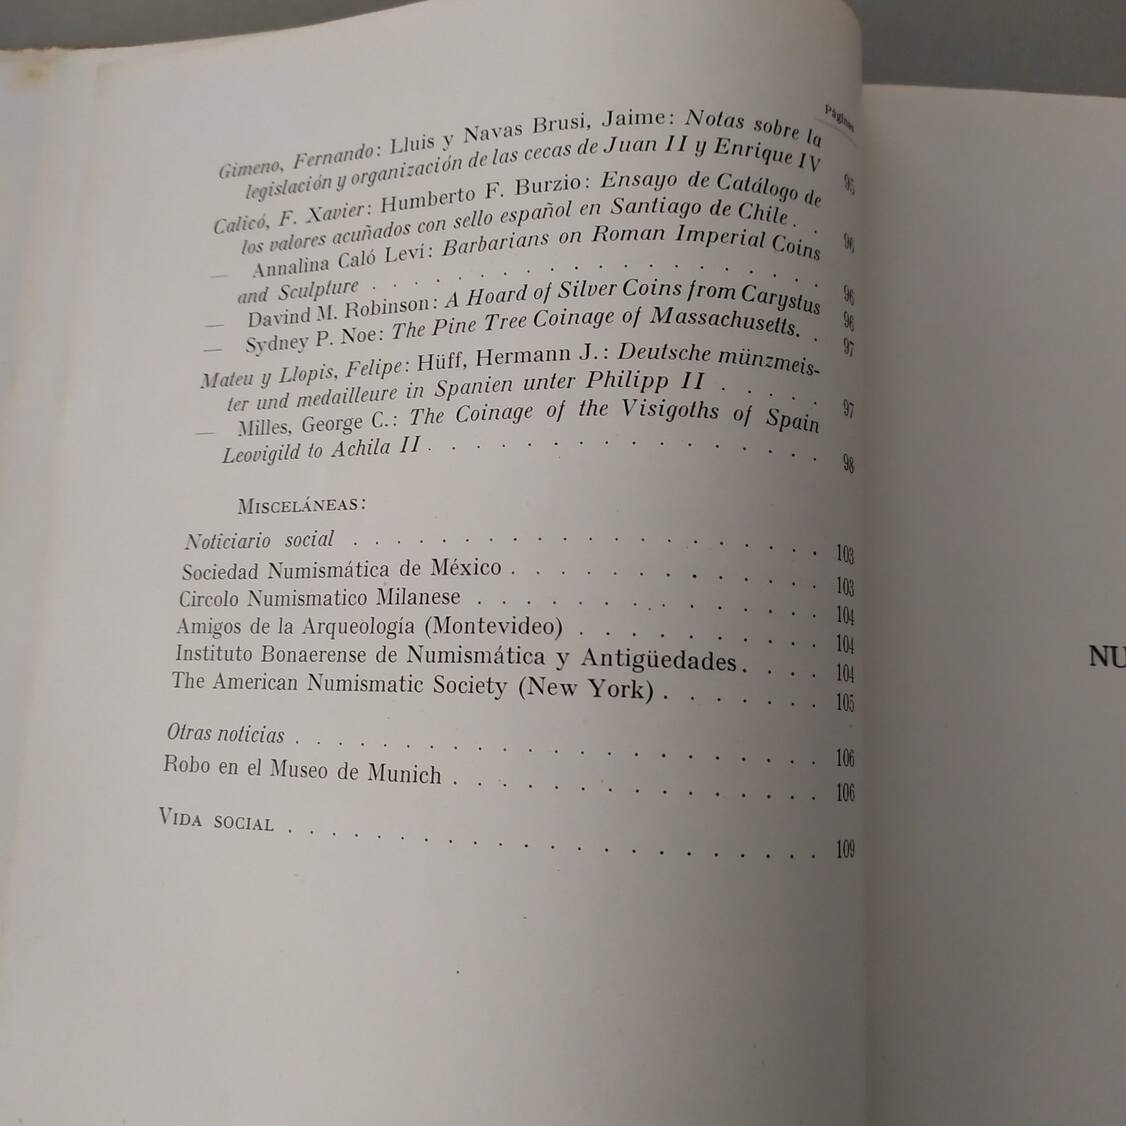 Páginas
Gimeno, Fernando: Lluis y Navas Brusi, Jaime: Notas sobre la
legislación y organización de las cecas de Juan II y Enrique IV 95
Calicó, F. Xavier: Humberto F. Burzio: Ensayo de Catálogo de
los valores acuñados con sello español en Santiago de Chile . . 96
— Annalina Caló Levi: Barbarians on Roman Imperial Coins
and Sculpture . . . . . . . . . . . . . . . . 96
— Davind M. Robinson: A Hoard of Silver Coins from Carystus 96
— Sydney P. Noe: The Pine Tree Coinage of Massachusetts. . 97
Mateu y Llopis, Felipe: Hüff, Hermann J.: Deutsche münzmeis-
ter und medailleure in Spanien unter Philipp II . . . . 97
— Milles, George C.: The Coinage of the Visigoths of Spain
Leovigild to Achila II . . . . . . . . . . . . . 98
MISCELÁNEAS:
Noticiario social . . . . . . . . . . . . . . . . 103
Sociedad Numismática de México . . . . . . . . . . . 103
Circolo Numismatico Milanese . . . . . . . . . . . . 104
Amigos de la Arqueología (Montevideo) . . . . . . . . . 104
Instituto Bonaerense de Numismática y Antigüedades . . . . 104
The American Numismatic Society (New York) . . . . . . . 105
Otras noticias . . . . . . . . . . . . . . . . . 106
Robo en el Museo de Munich . . . . . . . . . . . . . 106
VIDA SOCIAL . . . . . . . . . . . . . . . . . . 109
NU